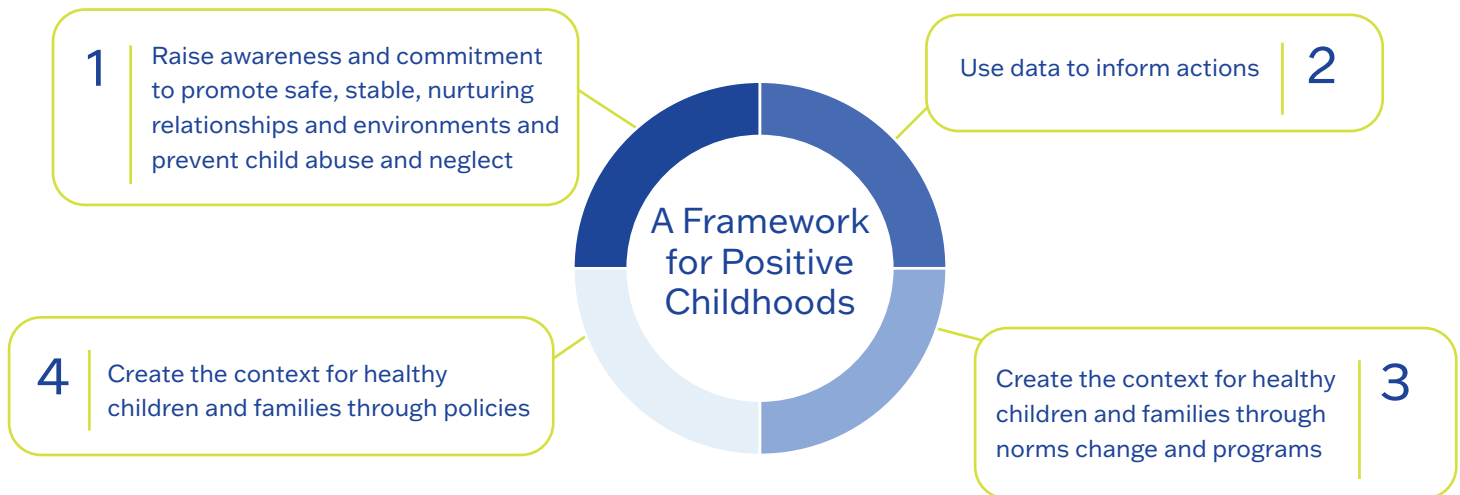 1
Raise awareness and commitment
to promote safe, stable, nurturing
relationships and environments and
prevent child abuse and neglect
Use data to inform actions
2
A Framework
for Positive
Childhoods
Create the context for healthy
children and families through
norms change and programs
3
4
Create the context for healthy
children and families through policies